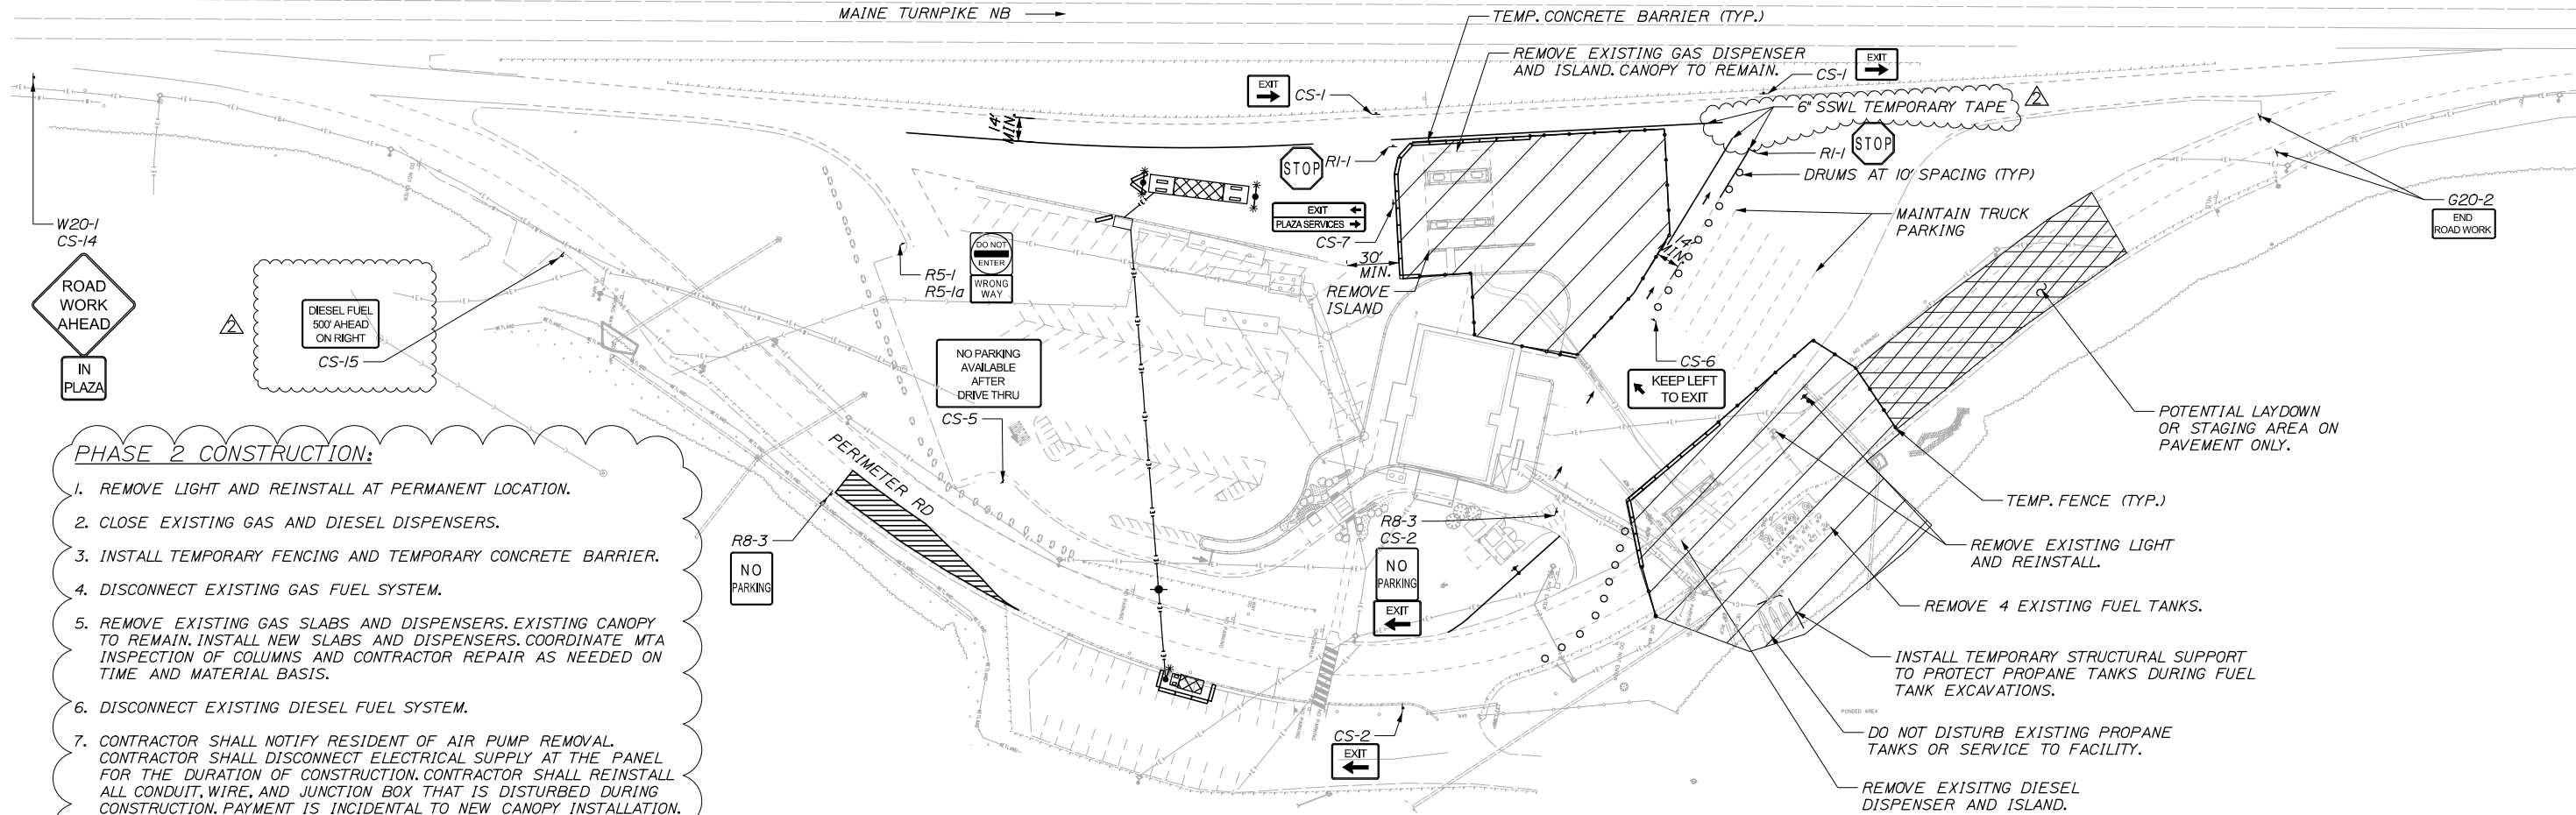 MAINE TURNPIKE NB
TEMP. CONCRETE BARRIER (TYP.)
REMOVE EXISTING GAS DISPENSER
AND ISLAND. CANOPY TO REMAIN.
CS-1
EXIT
EXIT
CS-1
6" SSWL TEMPORARY TAPE
2
14'
MIN.
STOP
R1-1
R1-1
STOP
DRUMS AT 10' SPACING (TYP)
MAINTAIN TRUCK
PARKING
G20-2
END
ROAD WORK
W20-1
CS-14
ROAD
WORK
AHEAD
IN
PLAZA
2
DIESEL FUEL
500' AHEAD
ON RIGHT
CS-15
R5-1
R5-1a
DO NOT
ENTER
WRONG
WAY
EXIT
PLAZA SERVICES
CS-7
30'
MIN.
REMOVE
ISLAND
14'
MIN.
CS-6
KEEP LEFT
TO EXIT
NO PARKING
AVAILABLE
AFTER
DRIVE THRU
CS-5
NO PARKING
POTENTIAL LAYDOWN
OR STAGING AREA ON
PAVEMENT ONLY.
TEMP. FENCE (TYP.)
REMOVE EXISTING LIGHT
AND REINSTALL.
REMOVE 4 EXISTING FUEL TANKS.
INSTALL TEMPORARY STRUCTURAL SUPPORT
TO PROTECT PROPANE TANKS DURING FUEL
TANK EXCAVATIONS.
DO NOT DISTURB EXISTING PROPANE
TANKS OR SERVICE TO FACILITY.
REMOVE EXISITNG DIESEL
DISPENSER AND ISLAND.
PONDED AREA
PERIMETER RD
R8-3
NO
PARKING
R8-3
CS-2
NO
PARKING
EXIT
CS-2
EXIT
PHASE 2 CONSTRUCTION:
1. REMOVE LIGHT AND REINSTALL AT PERMANENT LOCATION.
2. CLOSE EXISTING GAS AND DIESEL DISPENSERS.
3. INSTALL TEMPORARY FENCING AND TEMPORARY CONCRETE BARRIER.
4. DISCONNECT EXISTING GAS FUEL SYSTEM.
5. REMOVE EXISTING GAS SLABS AND DISPENSERS. EXISTING CANOPY
TO REMAIN. INSTALL NEW SLABS AND DISPENSERS. COORDINATE MTA
INSPECTION OF COLUMNS AND CONTRACTOR REPAIR AS NEEDED ON
TIME AND MATERIAL BASIS.
6. DISCONNECT EXISTING DIESEL FUEL SYSTEM.
7. CONTRACTOR SHALL NOTIFY RESIDENT OF AIR PUMP REMOVAL.
CONTRACTOR SHALL DISCONNECT ELECTRICAL SUPPLY AT THE PANEL
FOR THE DURATION OF CONSTRUCTION. CONTRACTOR SHALL REINSTALL
ALL CONDUIT, WIRE, AND JUNCTION BOX THAT IS DISTURBED DURING
CONSTRUCTION. PAYMENT IS INCIDENTAL TO NEW CANOPY INSTALLATION.